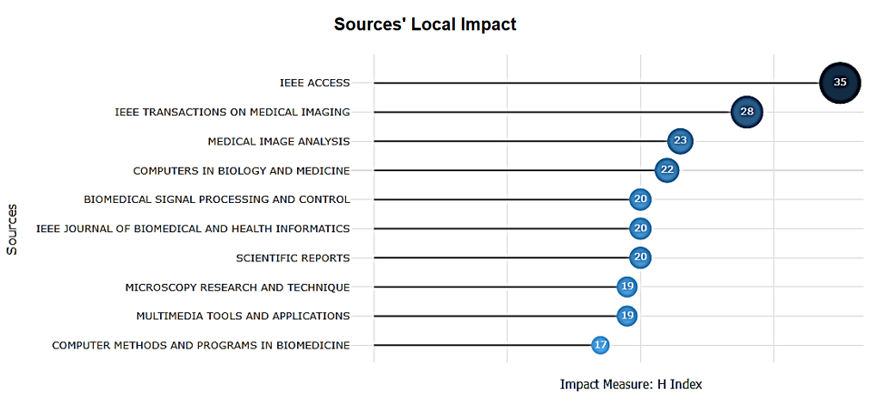 Sources' Local Impact
Sources
IEEE ACCESS
35
IEEE TRANSACTIONS ON MEDICAL IMAGING
28
MEDICAL IMAGE ANALYSIS
23
COMPUTERS IN BIOLOGY AND MEDICINE
22
BIOMEDICAL SIGNAL PROCESSING AND CONTROL
20
IEEE JOURNAL OF BIOMEDICAL AND HEALTH INFORMATICS
20
SCIENTIFIC REPORTS
20
MICROSCOPY RESEARCH AND TECHNIQUE
19
MULTIMEDIA TOOLS AND APPLICATIONS
19
COMPUTER METHODS AND PROGRAMS IN BIOMEDICINE
17
Impact Measure: H Index